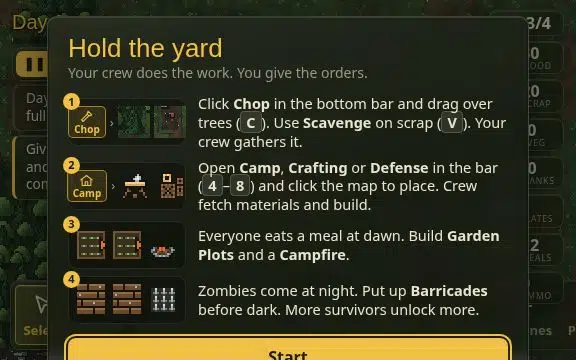 Day
3/4
Hold the yard
Your crew does the work. You give the orders.
1
Chop
Click Chop in the bottom bar and drag over
trees ( C ). Use Scavenge on scrap ( V ). Your
crew gathers it.
2
Camp
Open Camp, Crafting or Defense in the bar
( 4 – 8 ) and click the map to place. Crew
fetch materials and build.
3
Everyone eats a meal at dawn. Build Garden
Plots and a Campfire.
4
Zombies come at night. Put up Barricades
before dark. More survivors unlock more.
Start